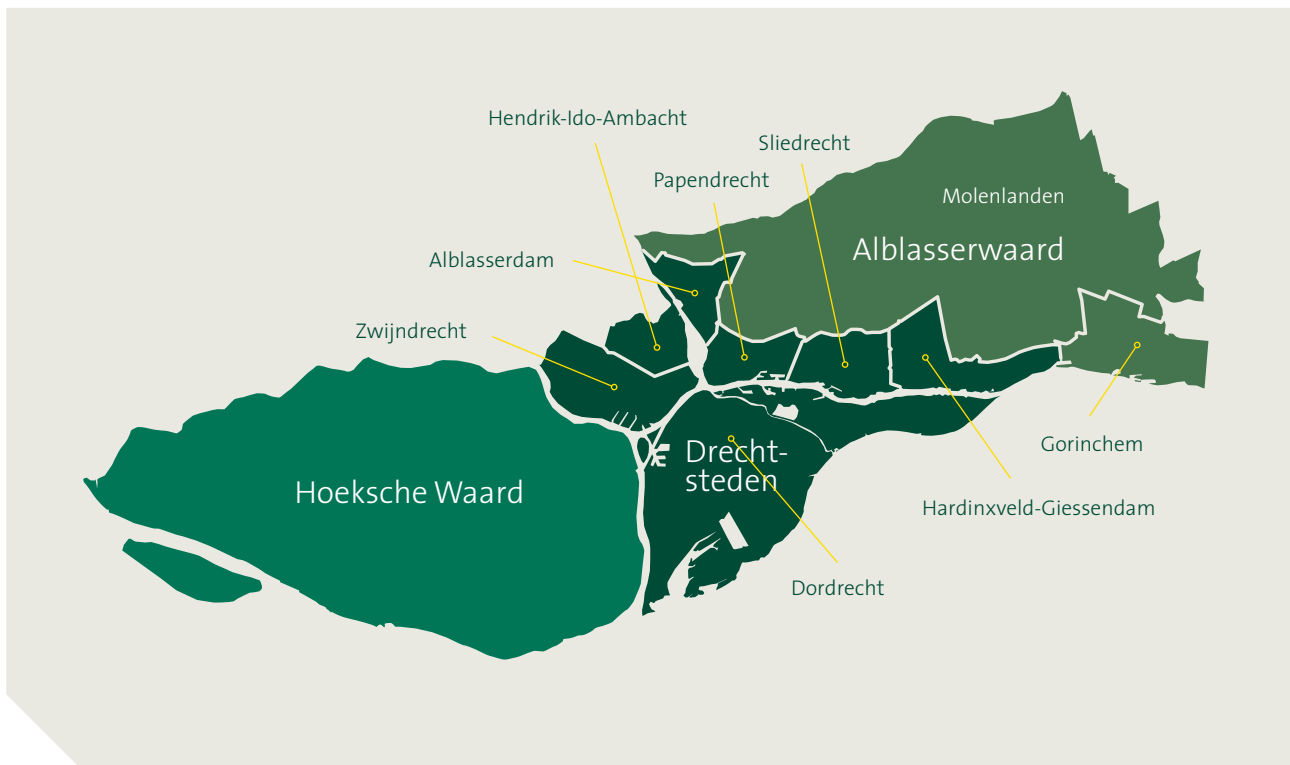 Hendrik-Ido-Ambacht
Sliedrecht
Papendrecht
Molenlanden
Alblasserwaard
Alblasserdam
Zwijndrecht
Gorinchem
Drecht-
steden
Hoeksche Waard
Hardinxveld-Giessendam
Dordrecht